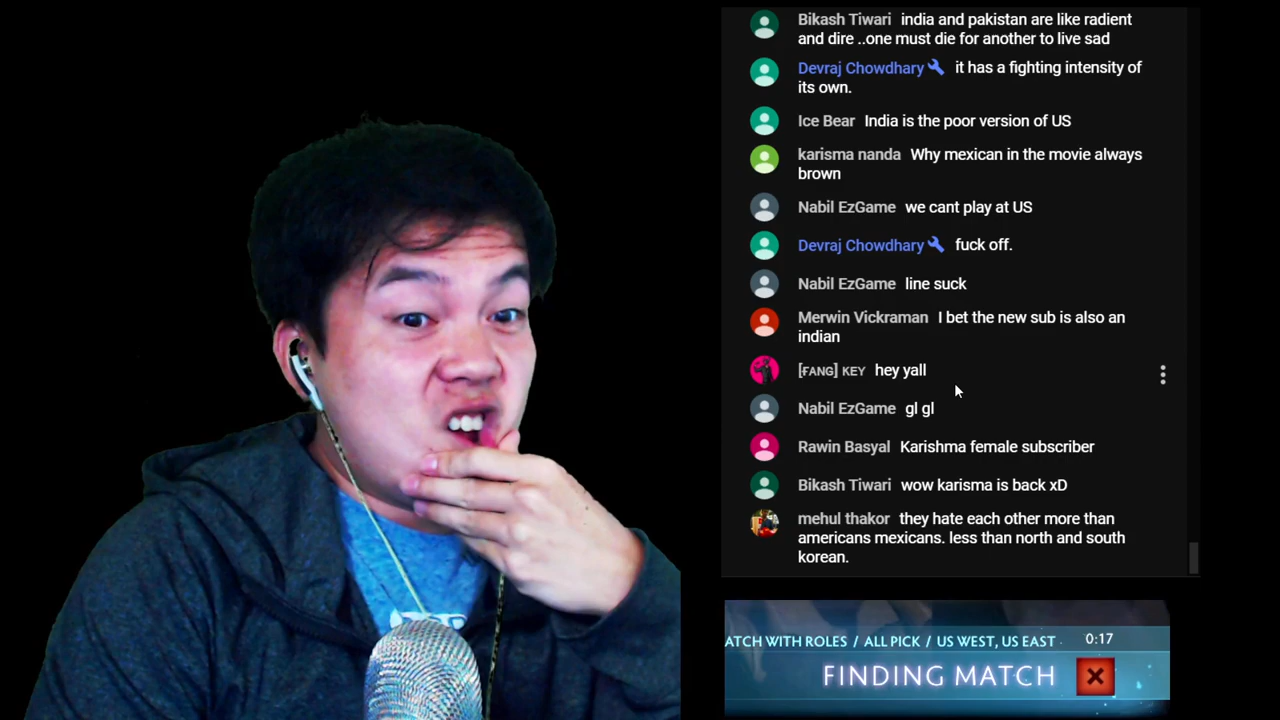 Bikash Tiwari india and pakistan are like radient
and dire ..one must die for another to live sad
Devraj Chowdhary it has a fighting intensity of
its own.
Ice Bear India is the poor version of US
karisma nanda Why mexican in the movie always
brown
Nabil EzGame we cant play at US
Devraj Chowdhary fuck off.
Nabil EzGame line suck
Merwin Vickraman I bet the new sub is also an
indian
[ꜰᴀɴɢ] ᴋᴇʏ hey yall
Nabil EzGame gl gl
Rawin Basyal Karishma female subscriber
Bikash Tiwari wow karisma is back xD
mehul thakor they hate each other more than
americans mexicans. less than north and south
korean.
ATCH WITH ROLES / ALL PICK / US WEST, US EAST 0:17
FINDING MATCH